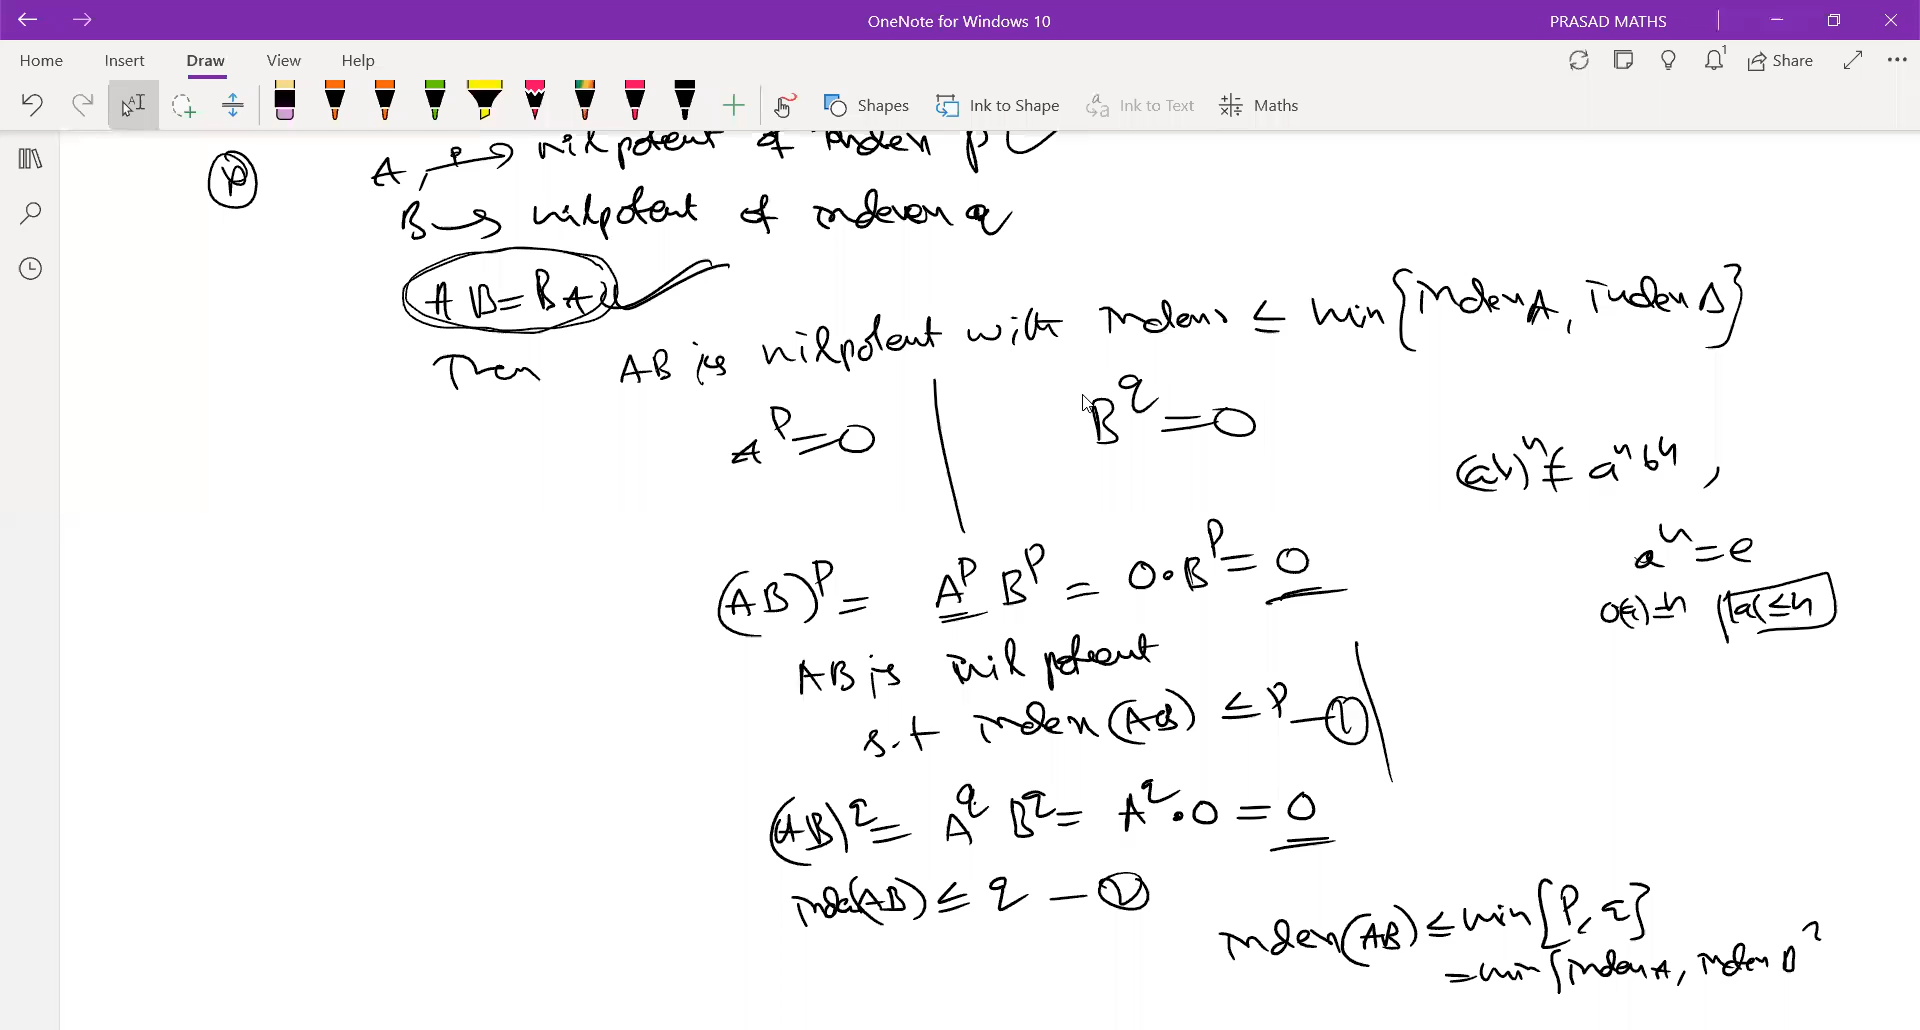 OneNote for Windows 10
PRASAD MATHS
Home Insert Draw View Help
Share
Shapes Ink to Shape Ink to Text Maths
P
A → nilpotent of index p
B → nilpotent of index q
AB = BA
Then AB is nilpotent with index ≤ min {index A, index B}
A^P = 0
B^q = 0
(ab)^n ≠ a^n b^n,
a^n = e
(AB)^P = A^P B^P = 0·B^P = 0
o(a) ≤ n |a| ≤ n
AB is nilpotent
s.t index (AB) ≤ P — ①
(AB)^q = A^q B^q = A^q · 0 = 0
index(AB) ≤ q — ②
index (AB) ≤ min {P, q}
= min {index A, index B}